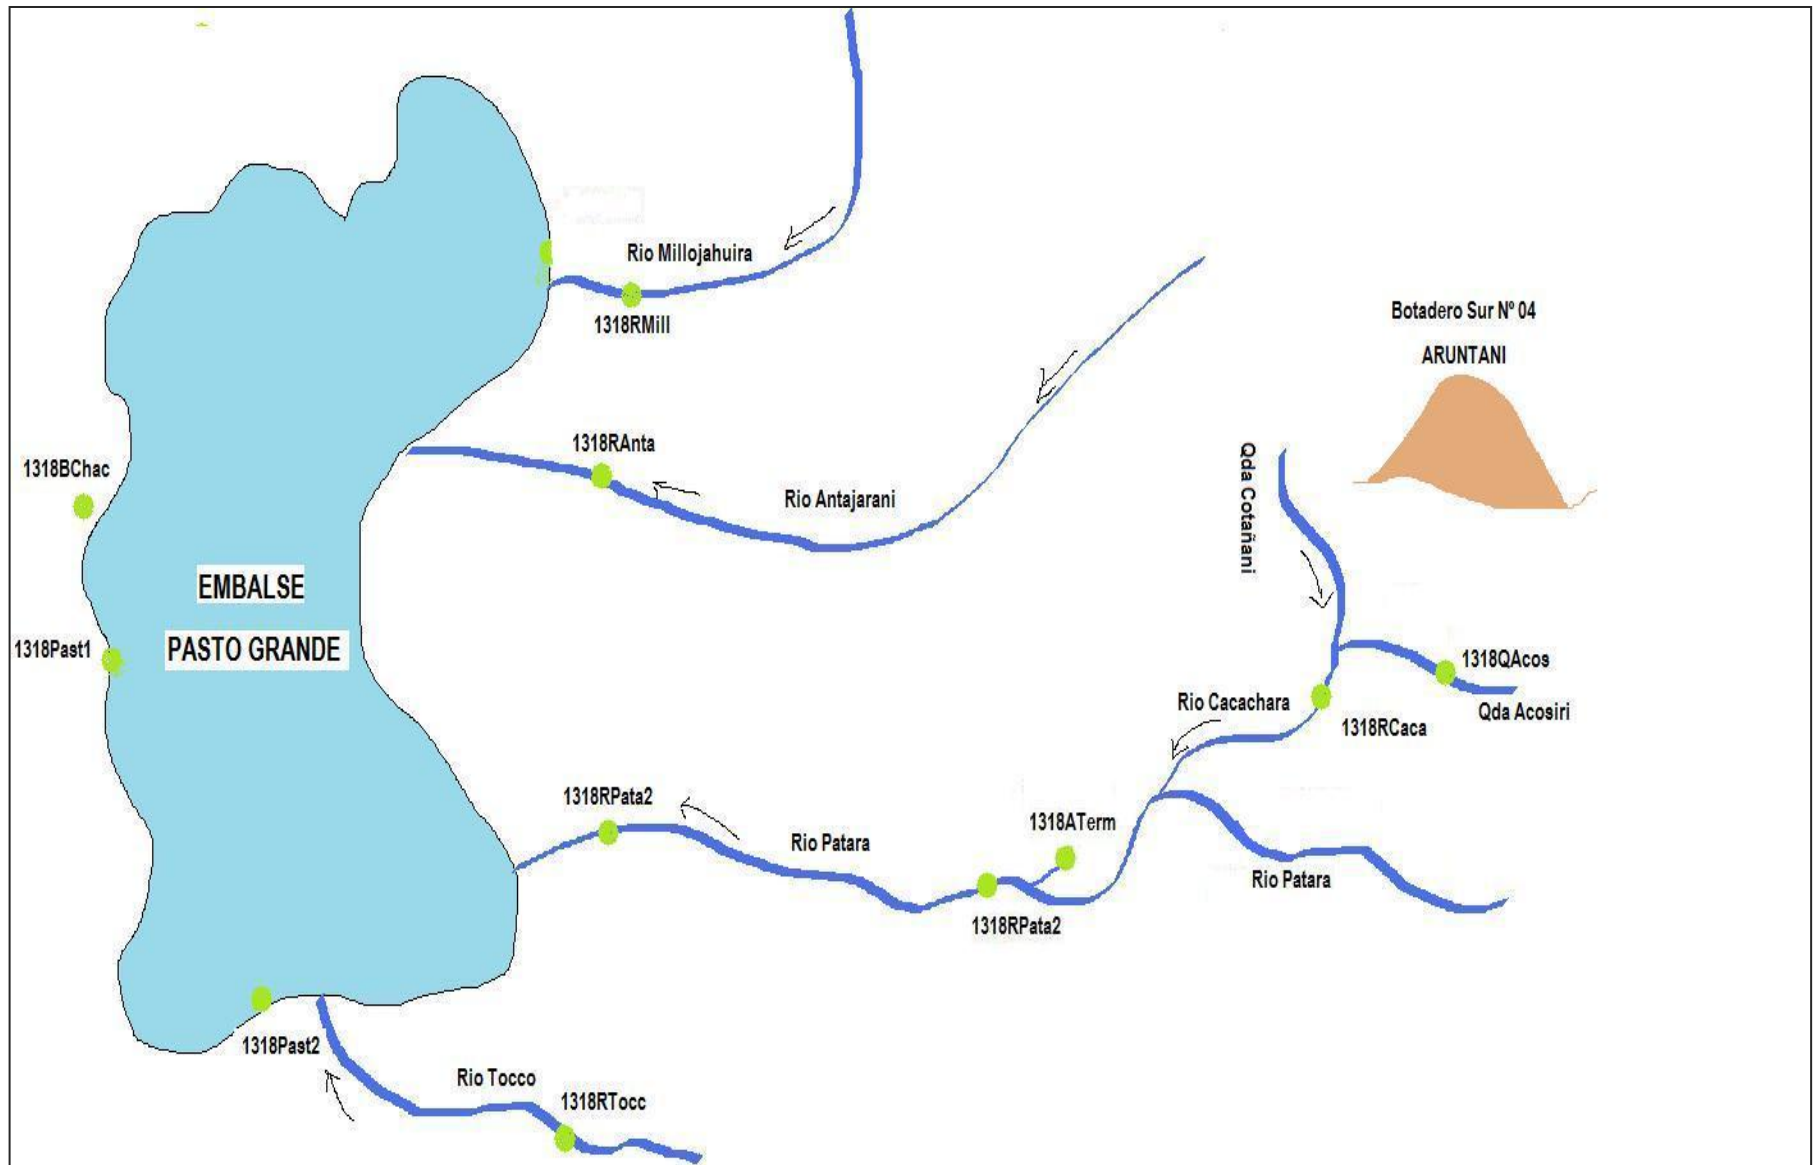 Rio Millojahuira
1318RMill
Botadero Sur Nº 04
ARUNTANI
1318RAnta
Rio Antajarani
1318BChac
Qda Cotañani
EMBALSE
PASTO GRANDE
1318Past1
1318QAcos
Qda Acosiri
Rio Cacachara
1318RCaca
1318RPata2
Rio Patara
1318ATerm
Rio Patara
1318RPata2
1318Past2
Rio Tocco
1318RTocc